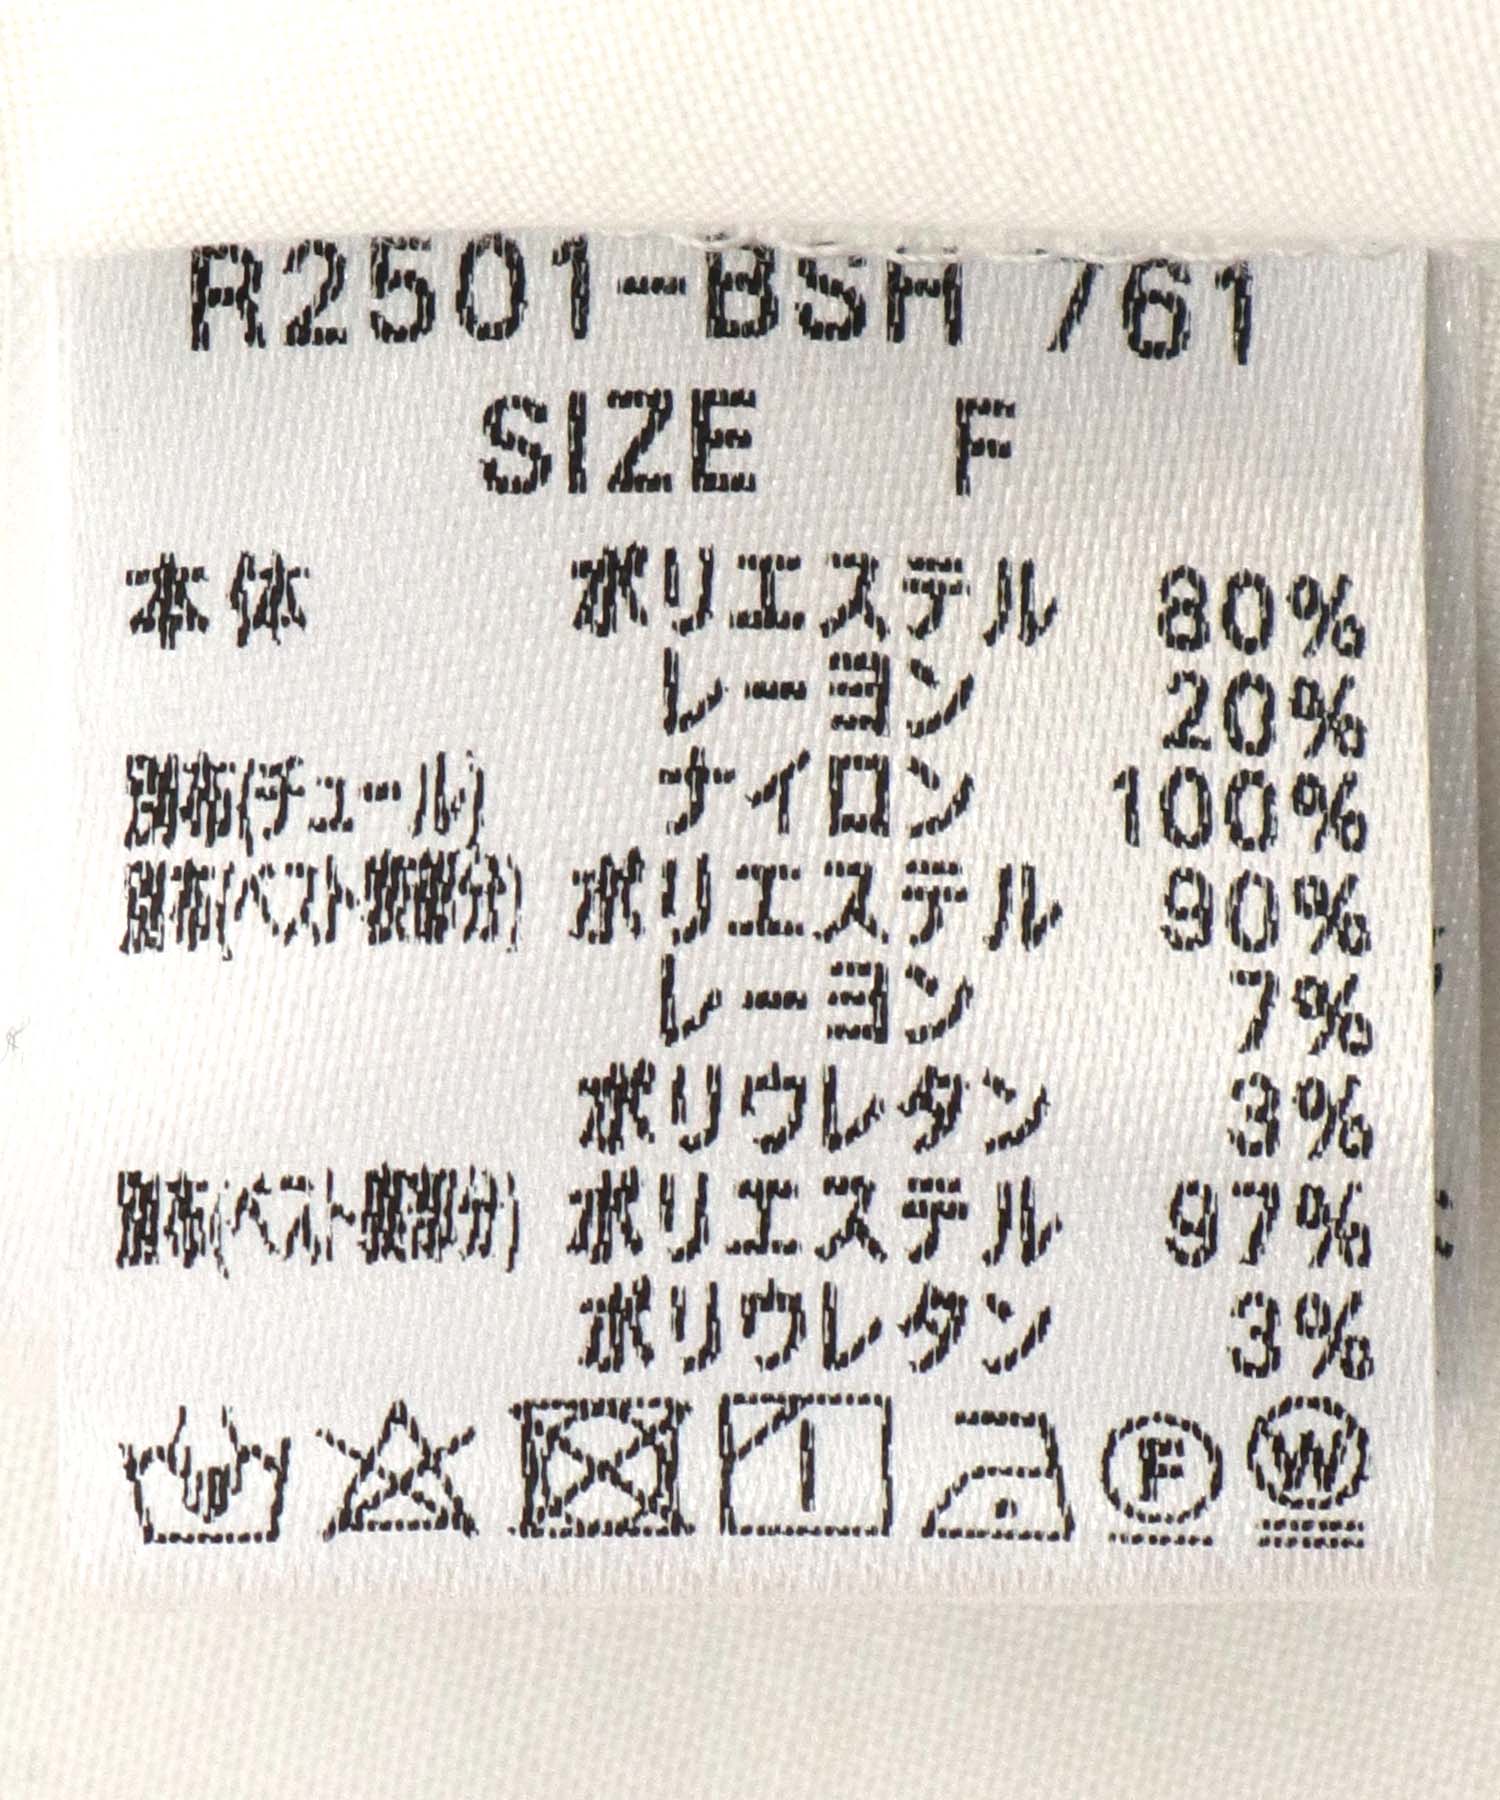 R2501-BSH 761
SIZE F
本体 ポリエステル 80%
レーヨン 20%
別布(チュール) ナイロン 100%
別布(ベスト 部分) ポリエステル 90%
レーヨン 7%
ポリウレタン 3%
別布(ベスト 部分) ポリエステル 97%
ポリウレタン 3%
F W